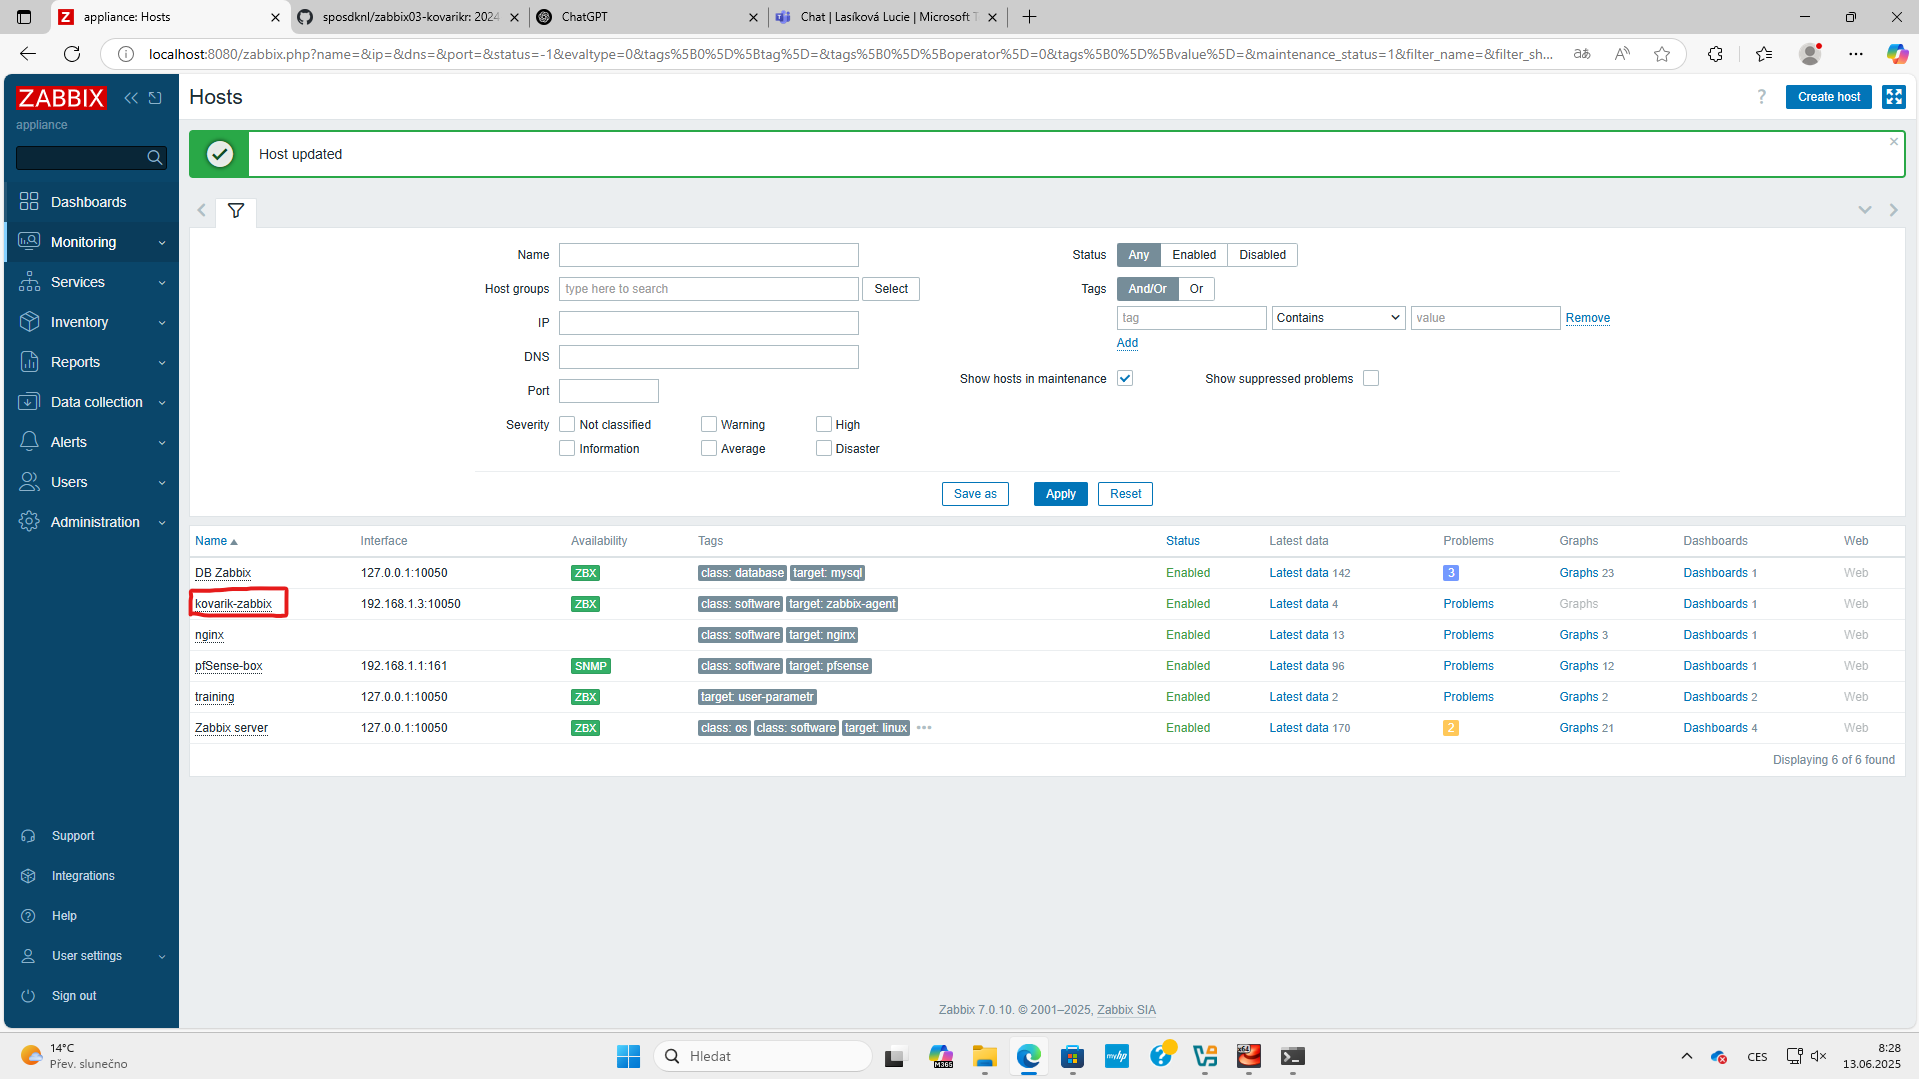 appliance: Hosts
sposdknl/zabbix03-kovarikr: 2024
ChatGPT
Chat | Lasíková Lucie | Microsoft T
localhost:8080/zabbix.php?name=&ip=&dns=&port=&status=-1&evaltype=0&tags%5B0%5D%5Btag%5D=&tags%5B0%5D%5Boperator%5D=0&tags%5B0%5D%5Bvalue%5D=&maintenance_status=1&filter_name=&filter_sh...
ZABBIX
appliance
Hosts
?
Create host
Host updated
Dashboards
Monitoring
Services
Inventory
Reports
Data collection
Alerts
Users
Administration
Support
Integrations
Help
User settings
Sign out
Name
Host groups type here to search Select
IP
DNS
Port
Severity Not classified Warning High
Information Average Disaster
Status Any Enabled Disabled
Tags And/Or Or
tag Contains value Remove
Add
Show hosts in maintenance Show suppressed problems
Save as Apply Reset
Name Interface Availability Tags Status Latest data Problems Graphs Dashboards Web
DB Zabbix 127.0.0.1:10050 ZBX class: database target: mysql Enabled Latest data 142 3 Graphs 23 Dashboards 1 Web
kovarik-zabbix 192.168.1.3:10050 ZBX class: software target: zabbix-agent Enabled Latest data 4 Problems Graphs Dashboards 1 Web
nginx class: software target: nginx Enabled Latest data 13 Problems Graphs 3 Dashboards 1 Web
pfSense-box 192.168.1.1:161 SNMP class: software target: pfsense Enabled Latest data 96 Problems Graphs 12 Dashboards 1 Web
training 127.0.0.1:10050 ZBX target: user-parametr Enabled Latest data 2 Problems Graphs 2 Dashboards 2 Web
Zabbix server 127.0.0.1:10050 ZBX class: os class: software target: linux ••• Enabled Latest data 170 2 Graphs 21 Dashboards 4 Web
Displaying 6 of 6 found
Zabbix 7.0.10. © 2001–2025, Zabbix SIA
14°C
Přev. slunečno
Hledat
M365
myhp
x64
CES
8:28
13.06.2025